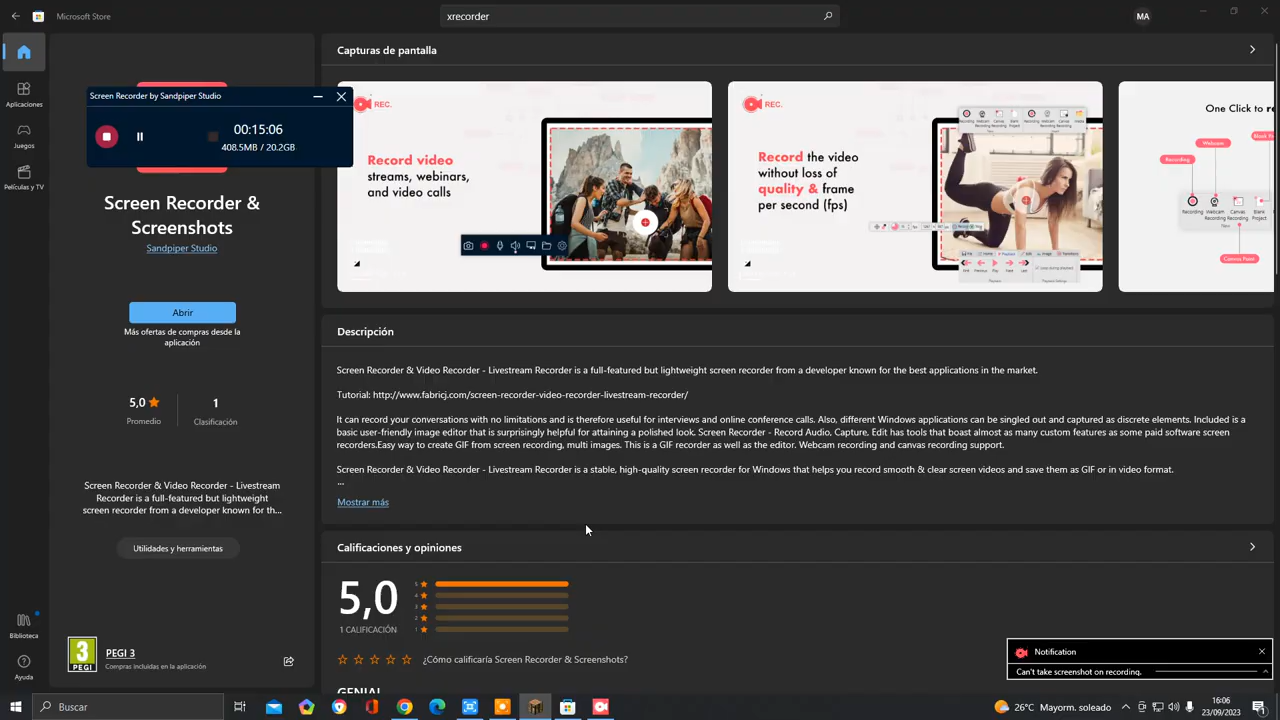 Microsoft Store
xrecorder
MA
Aplicaciones
Juegos
Películas y TV
Biblioteca
Ayuda
Screen Recorder by Sandpiper Studio
00:15:06
408.5MB / 20.2GB
Screen Recorder &
Screenshots
Sandpiper Studio
Abrir
Más ofertas de compras desde la
aplicación
5,0
Promedio
1
Clasificación
Screen Recorder & Video Recorder - Livestream
Recorder is a full-featured but lightweight
screen recorder from a developer known for th...
Utilidades y herramientas
3
PEGI
PEGI 3
Compras incluidas en la aplicación
Capturas de pantalla
REC.
Record video
streams, webinars,
and video calls
REC.
Record the video
without loss of
quality & frame
per second (fps)
One Click to r
Webcam
Recording
Canvas Point
Descripción
Screen Recorder & Video Recorder - Livestream Recorder is a full-featured but lightweight screen recorder from a developer known for the best applications in the market.
Tutorial: http://www.fabricj.com/screen-recorder-video-recorder-livestream-recorder/
It can record your conversations with no limitations and is therefore useful for interviews and online conference calls. Also, different Windows applications can be singled out and captured as discrete elements. Included is a
basic user-friendly image editor that is surprisingly helpful for attaining a polished look. Screen Recorder - Record Audio, Capture, Edit has tools that boast almost as many custom features as some paid software screen
recorders.Easy way to create GIF from screen recording, multi images. This is a GIF recorder as well as the editor. Webcam recording and canvas recording support.
Screen Recorder & Video Recorder - Livestream Recorder is a stable, high-quality screen recorder for Windows that helps you record smooth & clear screen videos and save them as GIF or in video format.
...
Mostrar más
Calificaciones y opiniones
5,0
1 CALIFICACIÓN
5
4
3
2
1
¿Cómo calificaría Screen Recorder & Screenshots?
GENIAL
Notification
Can't take screenshot on recording.
Buscar
26°C Mayorm. soleado
16:06
23/09/2023